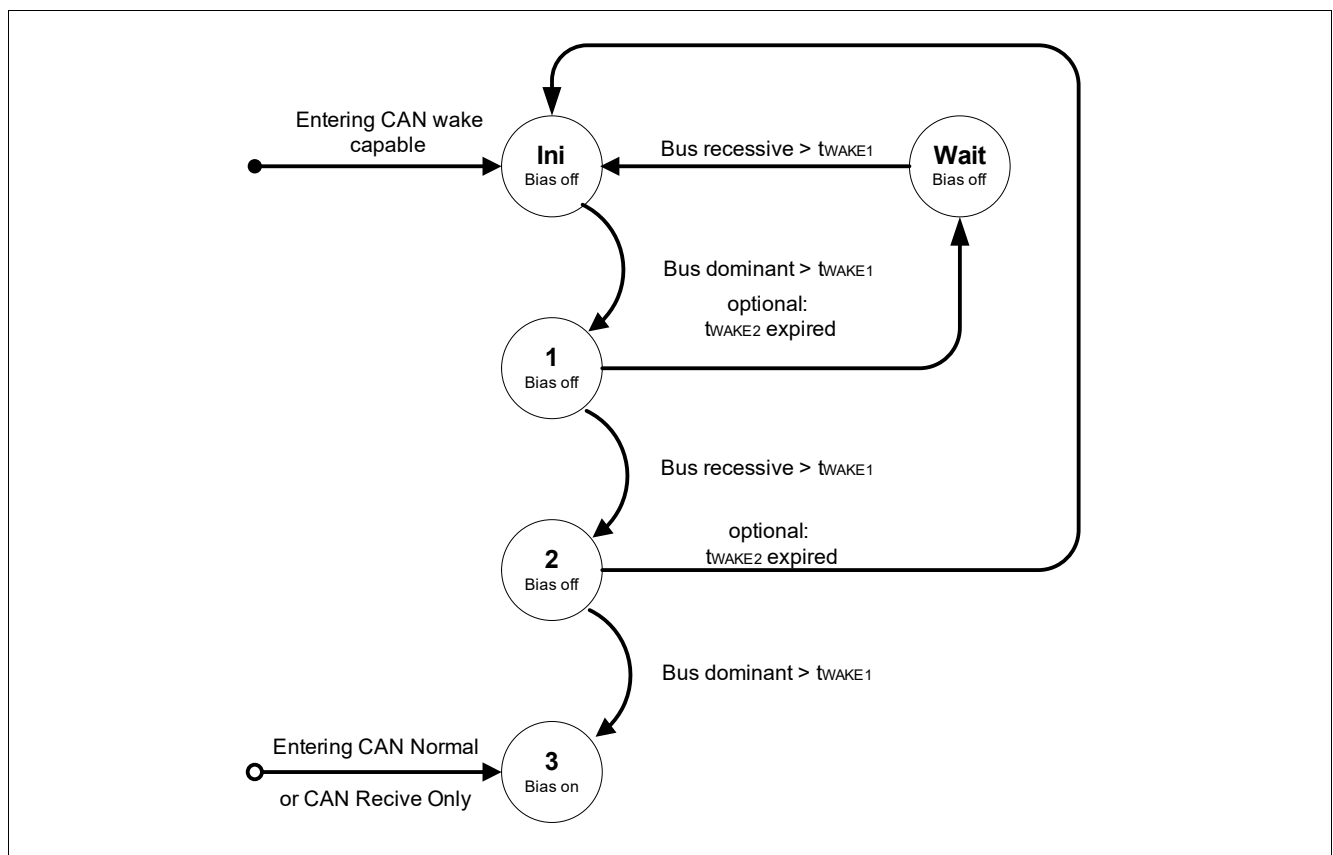 Entering CAN wake
capable
Ini
Bias off
Bus recessive > tWAKE1
Wait
Bias off
Bus dominant > tWAKE1
optional:
tWAKE2 expired
1
Bias off
Bus recessive > tWAKE1
optional:
tWAKE2 expired
2
Bias off
Bus dominant > tWAKE1
Entering CAN Normal
or CAN Recive Only
3
Bias on